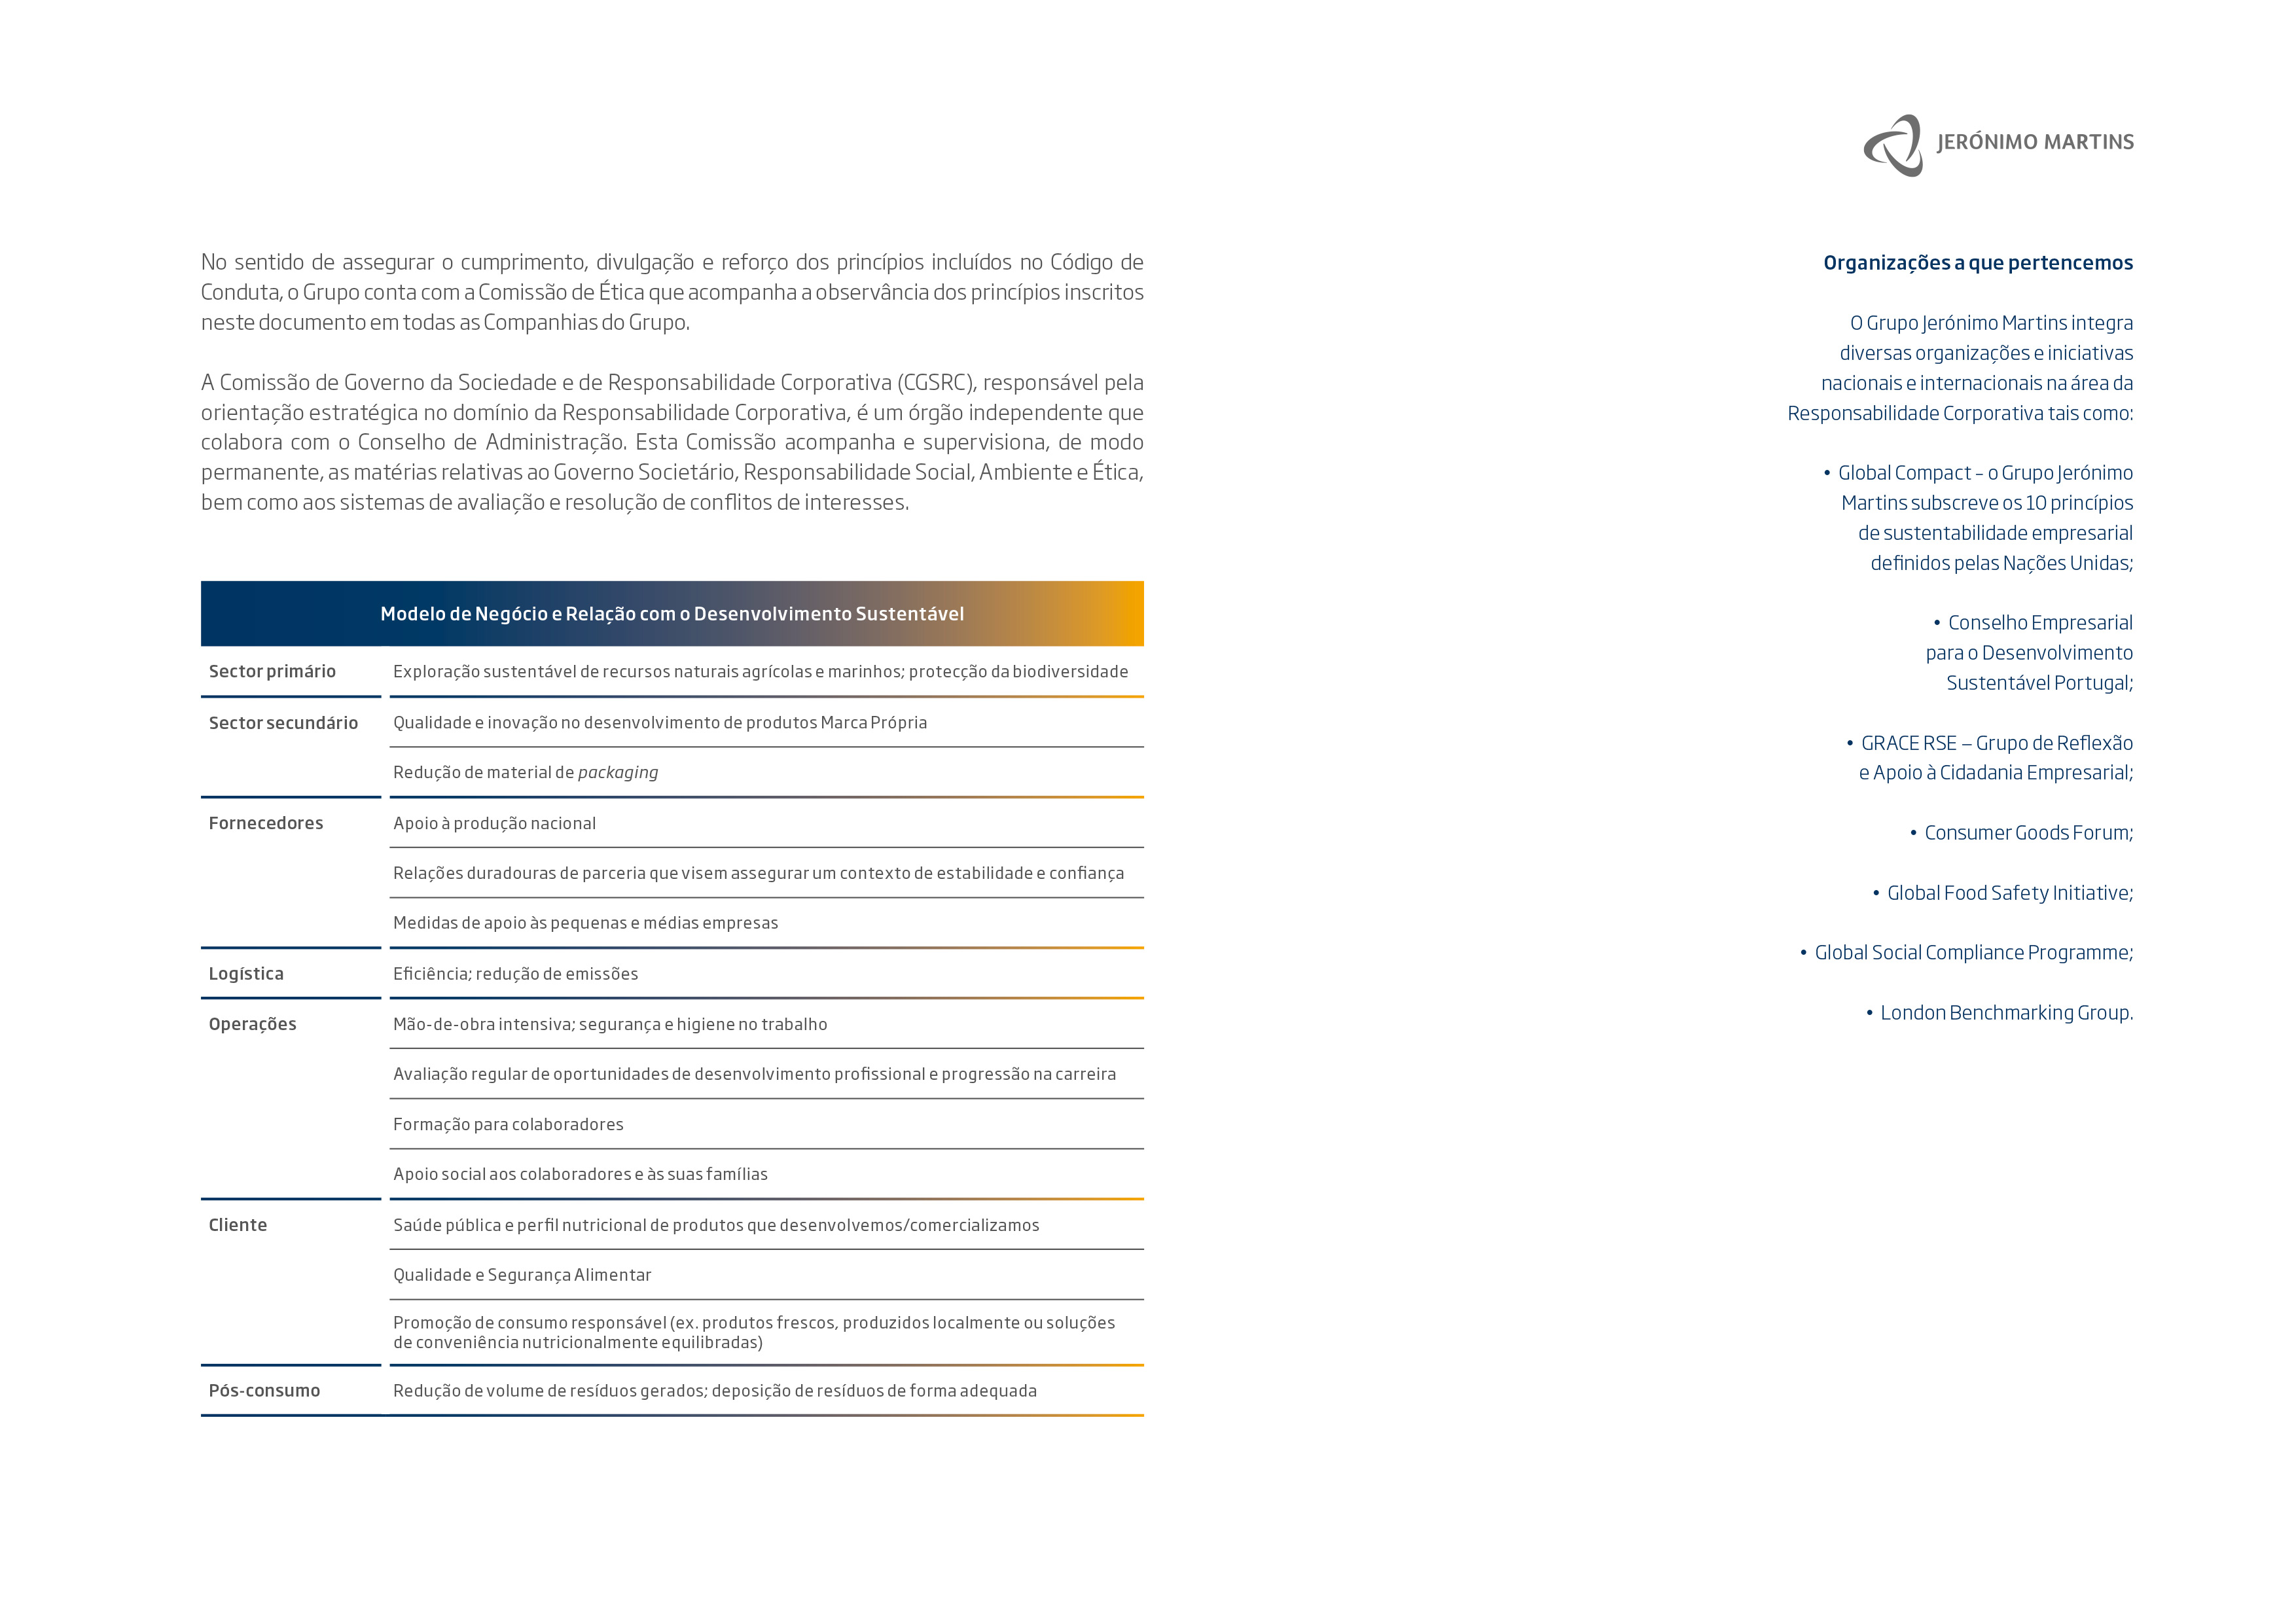 JERÓNIMO MARTINS
No sentido de assegurar o cumprimento, divulgação e reforço dos princípios incluídos no Código de
Conduta, o Grupo conta com a Comissão de Ética que acompanha a observância dos princípios inscritos
neste documento em todas as Companhias do Grupo.
A Comissão de Governo da Sociedade e de Responsabilidade Corporativa (CGSRC), responsável pela
orientação estratégica no domínio da Responsabilidade Corporativa, é um órgão independente que
colabora com o Conselho de Administração. Esta Comissão acompanha e supervisiona, de modo
permanente, as matérias relativas ao Governo Societário, Responsabilidade Social, Ambiente e Ética,
bem como aos sistemas de avaliação e resolução de conflitos de interesses.
Modelo de Negócio e Relação com o Desenvolvimento Sustentável
Sector primário Exploração sustentável de recursos naturais agrícolas e marinhos; protecção da biodiversidade
Sector secundário Qualidade e inovação no desenvolvimento de produtos Marca Própria
Redução de material de packaging
Fornecedores Apoio à produção nacional
Relações duradouras de parceria que visem assegurar um contexto de estabilidade e confiança
Medidas de apoio às pequenas e médias empresas
Logística Eficiência; redução de emissões
Operações Mão-de-obra intensiva; segurança e higiene no trabalho
Avaliação regular de oportunidades de desenvolvimento profissional e progressão na carreira
Formação para colaboradores
Apoio social aos colaboradores e às suas famílias
Cliente Saúde pública e perfil nutricional de produtos que desenvolvemos/comercializamos
Qualidade e Segurança Alimentar
Promoção de consumo responsável (ex. produtos frescos, produzidos localmente ou soluções
de conveniência nutricionalmente equilibradas)
Pós-consumo Redução de volume de resíduos gerados; deposição de resíduos de forma adequada
Organizações a que pertencemos
O Grupo Jerónimo Martins integra
diversas organizações e iniciativas
nacionais e internacionais na área da
Responsabilidade Corporativa tais como:
• Global Compact – o Grupo Jerónimo
Martins subscreve os 10 princípios
de sustentabilidade empresarial
definidos pelas Nações Unidas;
• Conselho Empresarial
para o Desenvolvimento
Sustentável Portugal;
• GRACE RSE – Grupo de Reflexão
e Apoio à Cidadania Empresarial;
• Consumer Goods Forum;
• Global Food Safety Initiative;
• Global Social Compliance Programme;
• London Benchmarking Group.